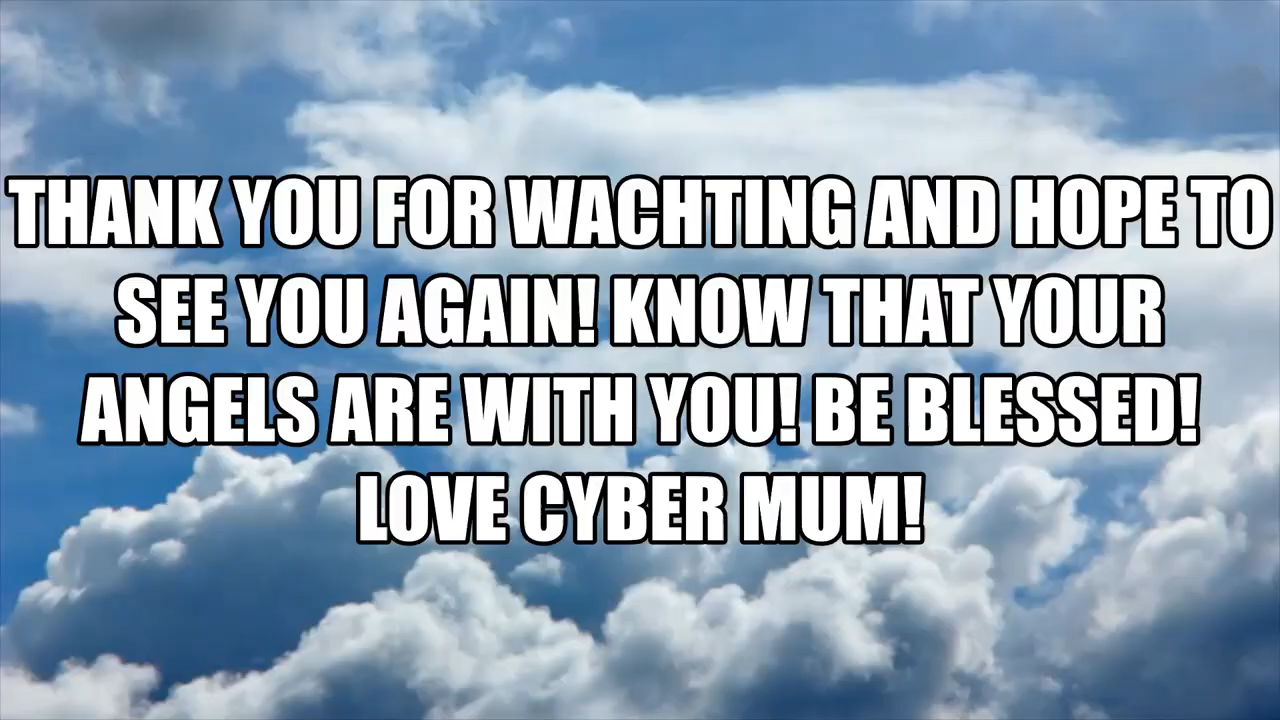 THANK YOU FOR WACHTING AND HOPE TO
SEE YOU AGAIN! KNOW THAT YOUR
ANGELS ARE WITH YOU! BE BLESSED!
LOVE CYBER MUM!